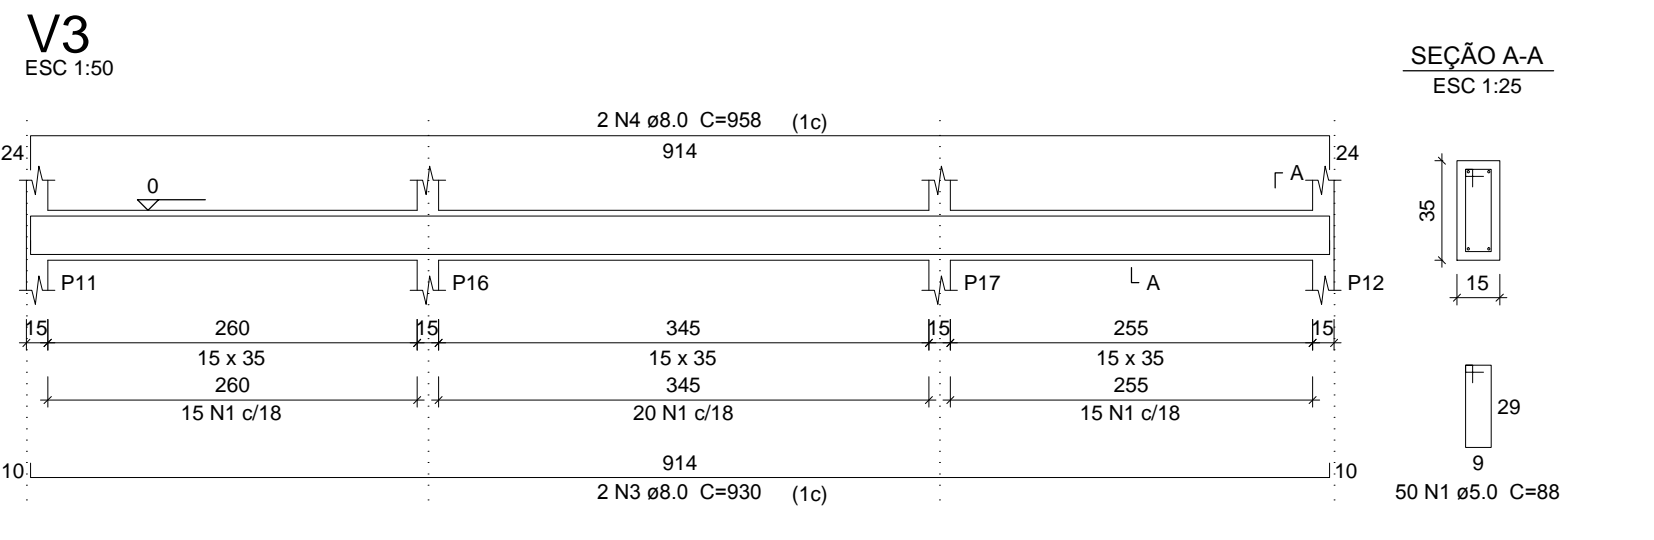 V3
ESC 1:50
SEÇÃO A-A
ESC 1:25
2 N4 ø8.0 C=958 (1c)
24 914 24
0
A
35
P11 P16 P17 P12
A
15
15 260 15 345 15 255 15
15 x 35 15 x 35 15 x 35
260 345 255
15 N1 c/18 20 N1 c/18 15 N1 c/18
29
9
10 914 10
2 N3 ø8.0 C=930 (1c)
50 N1 ø5.0 C=88